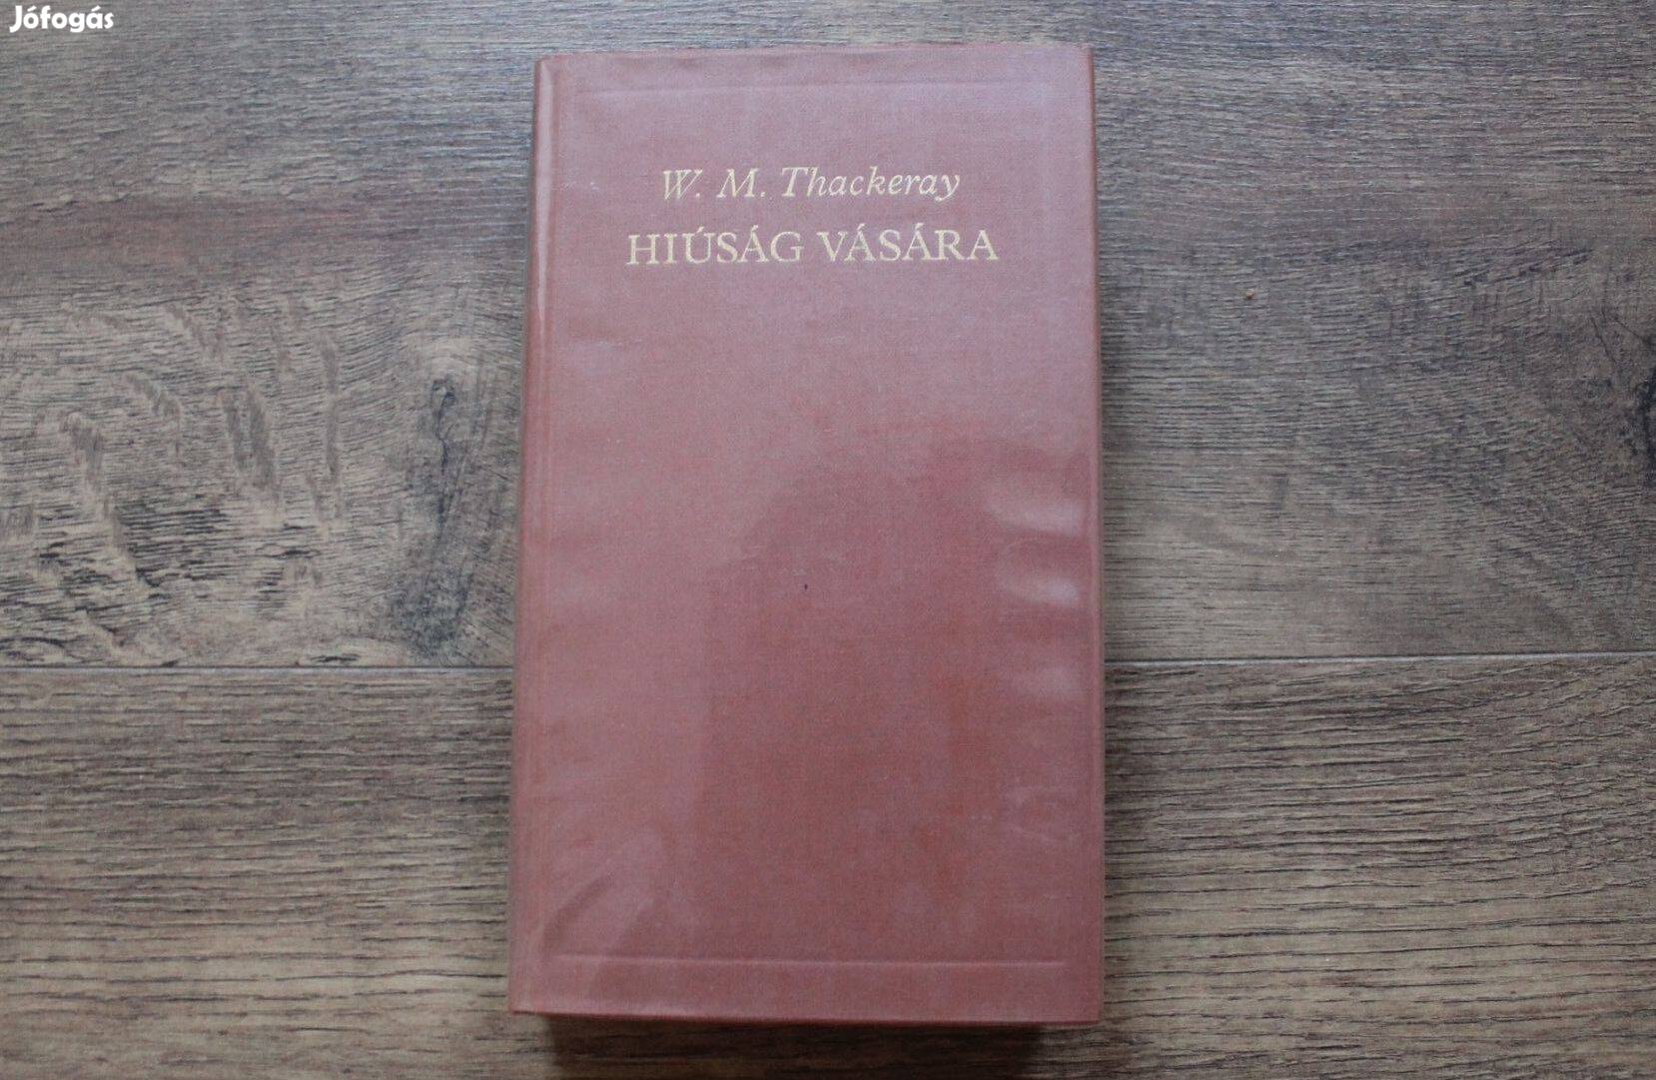 Jófogás
W. M. Thackeray
HIÚSÁG VÁSÁRA